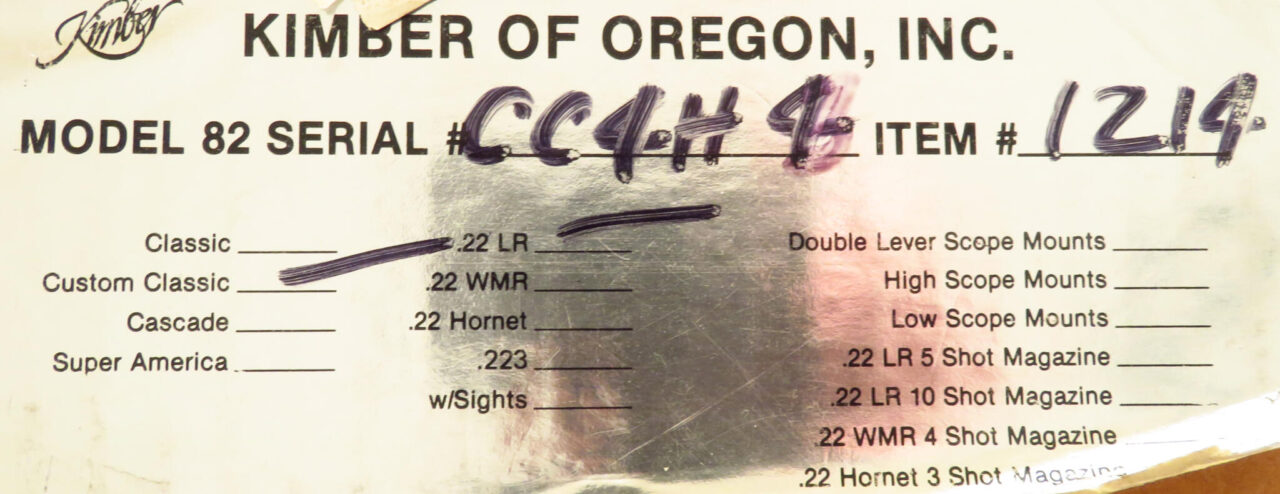 Kimber KIMBER OF OREGON, INC.
MODEL 82 SERIAL # CC4H4 ITEM # 1214
Classic .22 LR Double Lever Scope Mounts
Custom Classic .22 WMR High Scope Mounts
Cascade .22 Hornet Low Scope Mounts
Super America .223 .22 LR 5 Shot Magazine
w/Sights .22 LR 10 Shot Magazine
.22 WMR 4 Shot Magazine
.22 Hornet 3 Shot Magazine